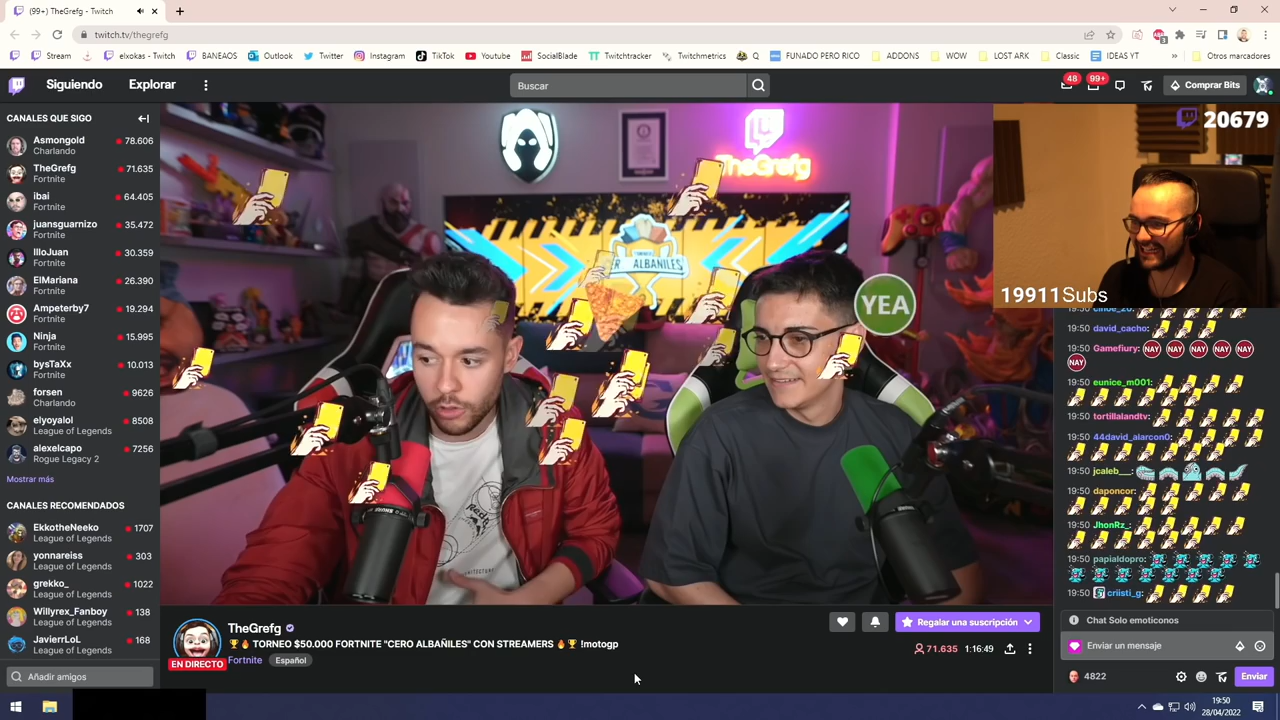 (99+) TheGrefg - Twitch
twitch.tv/thegrefg
Stream
elxokas - Twitch
BANEAOS
Outlook
Twitter
Instagram
TikTok
Youtube
SocialBlade
Twitchtracker
Twitchmetrics
Q
FUNADO PERO RICO
ADDONS
WOW
LOST ARK
Classic
IDEAS YT
Otros marcadores
Siguiendo
Explorar
Buscar
48
99+
Comprar Bits
CANALES QUE SIGO
Asmongold
78.606
Charlando
TheGrefg
71.635
Fortnite
ibai
64.405
Fortnite
juansguarnizo
35.472
Fortnite
IlloJuan
30.359
Fortnite
ElMariana
26.390
Fortnite
Ampeterby7
19.294
Fortnite
Ninja
15.995
Fortnite
bysTaXx
10.013
Fortnite
forsen
9626
Charlando
elyoyalol
8508
League of Legends
alexelcapo
7256
Rogue Legacy 2
Mostrar más
CANALES RECOMENDADOS
EkkotheNeeko
1707
League of Legends
yonnareiss
303
League of Legends
grekko_
1022
League of Legends
Willyrex_Fanboy
138
League of Legends
JavierrLoL
168
League of Legends
Añadir amigos
TheGrefg
ALBAÑILES
YEA
20679
19911Subs
19:50 david_cacho:
19:50 Gamefiury: NAY NAY NAY NAY NAY
NAY
19:50 eunice_m001:
19:50 tortillalandtv:
19:50 44david_alarcon0:
19:50 jcaleb___:
19:50 daponcor:
19:50 JhonRz_:
19:50 papialdopro:
19:50 criisti_g:
Chat Solo emoticonos
Enviar un mensaje
4822
Enviar
TheGrefg
🏆🔥 TORNEO $50.000 FORTNITE "CERO ALBAÑILES" CON STREAMERS 🔥🏆 !motogp
EN DIRECTO
Fortnite
Español
Regalar una suscripción
71.635
1:16:49
19:50
28/04/2022